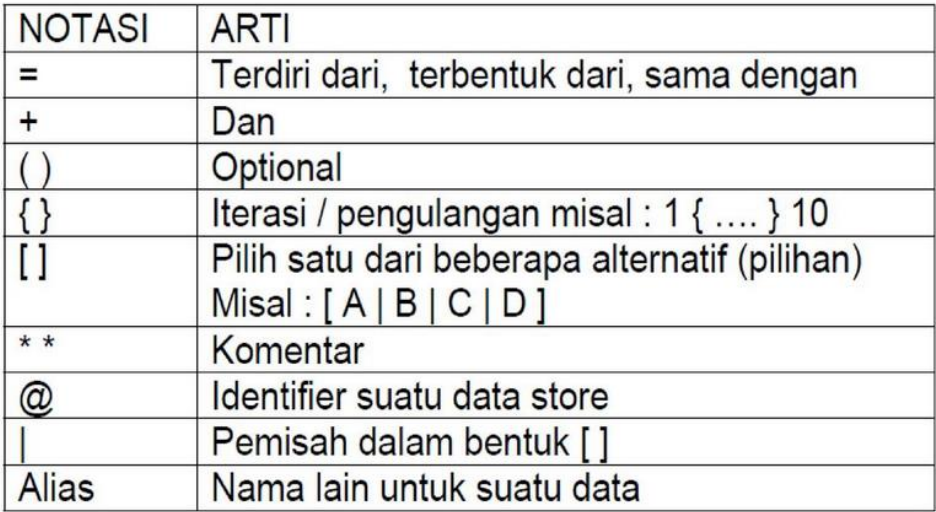 NOTASI ARTI
= Terdiri dari, terbentuk dari, sama dengan
+ Dan
( ) Optional
{ } Iterasi / pengulangan misal : 1 { .... } 10
[ ] Pilih satu dari beberapa alternatif (pilihan)
Misal : [ A | B | C | D ]
* * Komentar
@ Identifier suatu data store
| Pemisah dalam bentuk [ ]
Alias Nama lain untuk suatu data